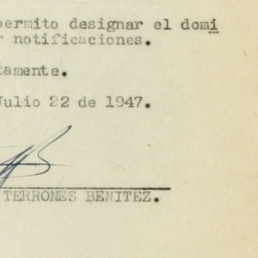 permito designar el domi
r notificaciones.
tamente.
Julio 22 de 1947.
TERRONES BENITEZ.